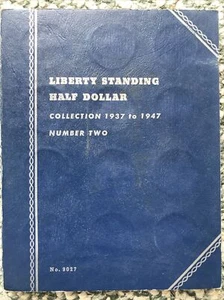 LIBERTY STANDING
HALF DOLLAR
COLLECTION 1937 to 1947
NUMBER TWO
No. 9027